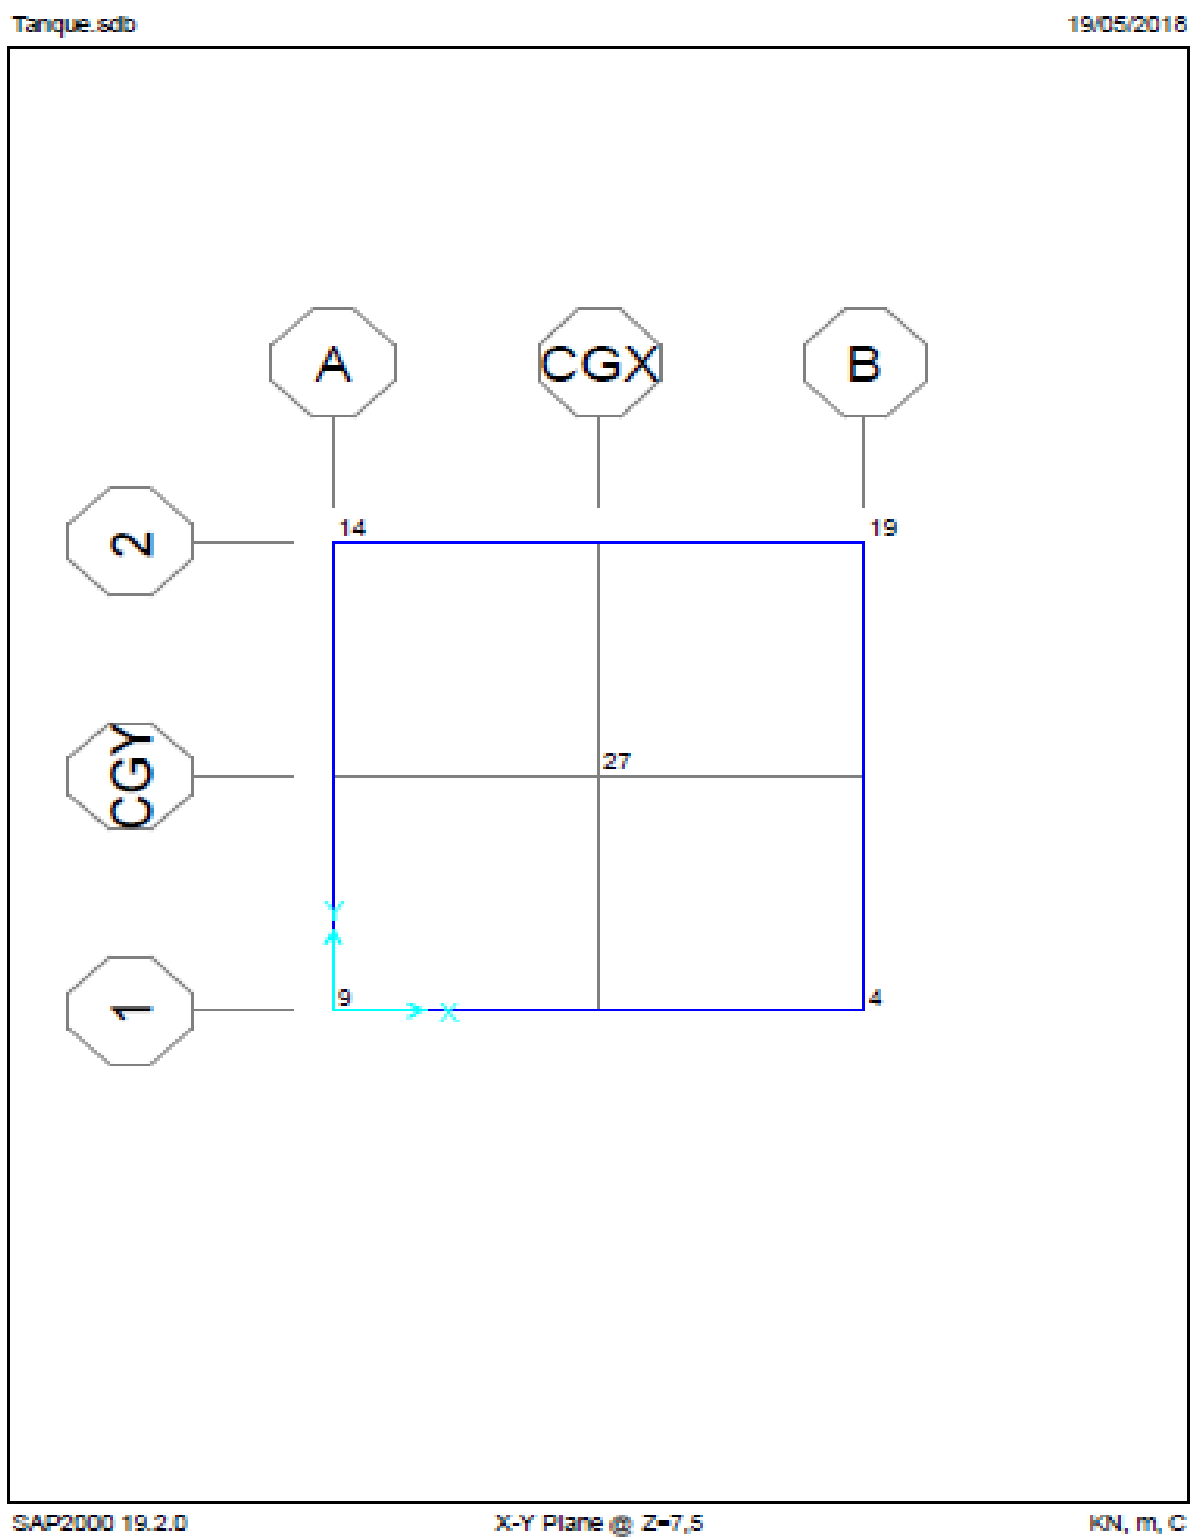 Tanque.sdb
19/05/2018
A
CGX
B
2
14
19
CGY
27
Y
1
9
X
4
SAP2000 19.2.0
X-Y Plane @ Z=7,5
KN, m, C